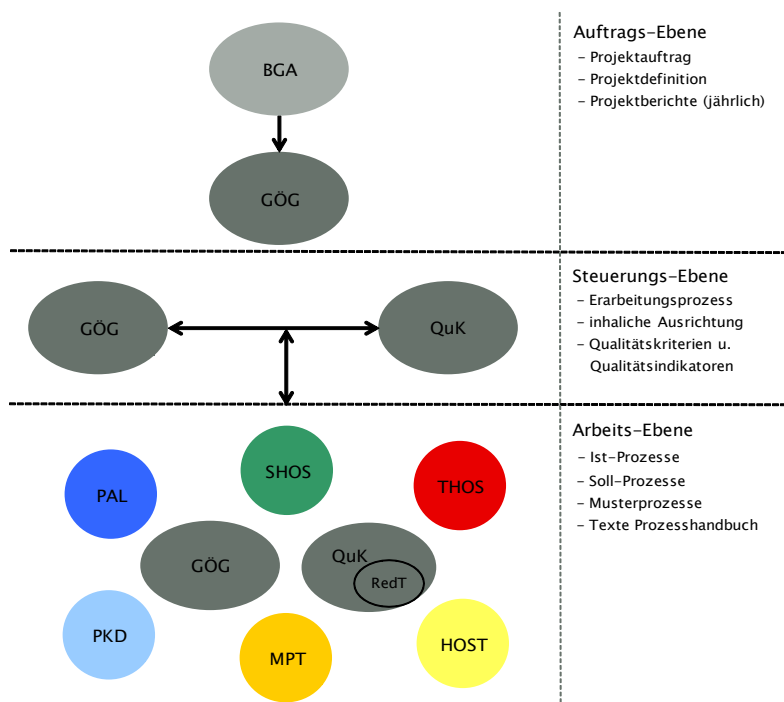 BGA
GÖG
Auftrags-Ebene
- Projektauftrag
- Projektdefinition
- Projektberichte (jährlich)
GÖG
QuK
Steuerungs-Ebene
- Erarbeitungsprozess
- inhaliche Ausrichtung
- Qualitätskriterien u.
Qualitätsindikatoren
PAL
SHOS
THOS
GÖG
QuK
RedT
PKD
MPT
HOST
Arbeits-Ebene
- Ist-Prozesse
- Soll-Prozesse
- Musterprozesse
- Texte Prozesshandbuch